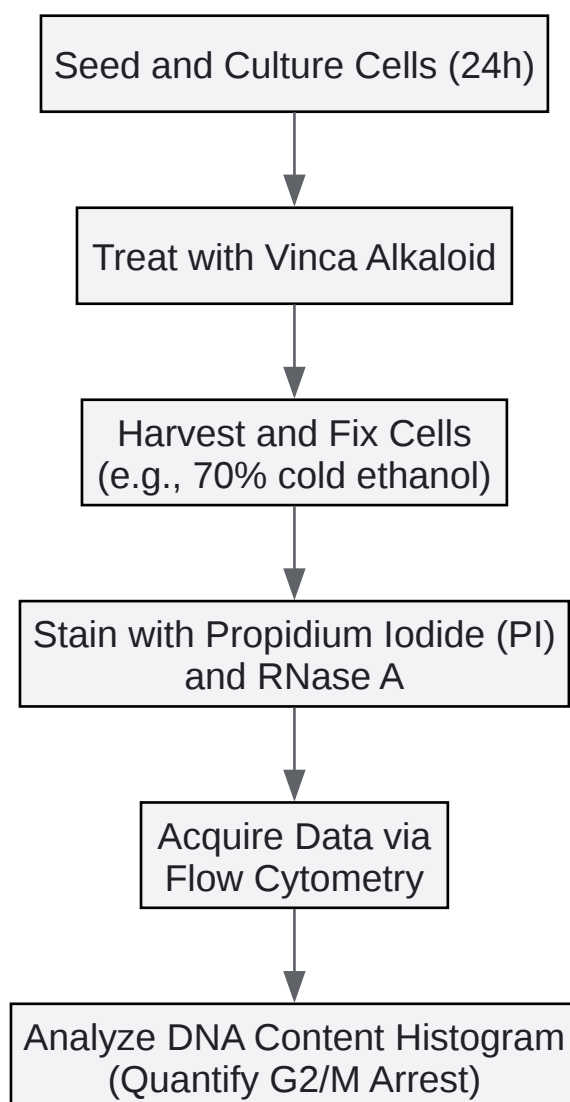 Seed and Culture Cells (24h)
Treat with Vinca Alkaloid
Harvest and Fix Cells
(e.g., 70% cold ethanol)
Stain with Propidium Iodide (PI)
and RNase A
Acquire Data via
Flow Cytometry
Analyze DNA Content Histogram
(Quantify G2/M Arrest)